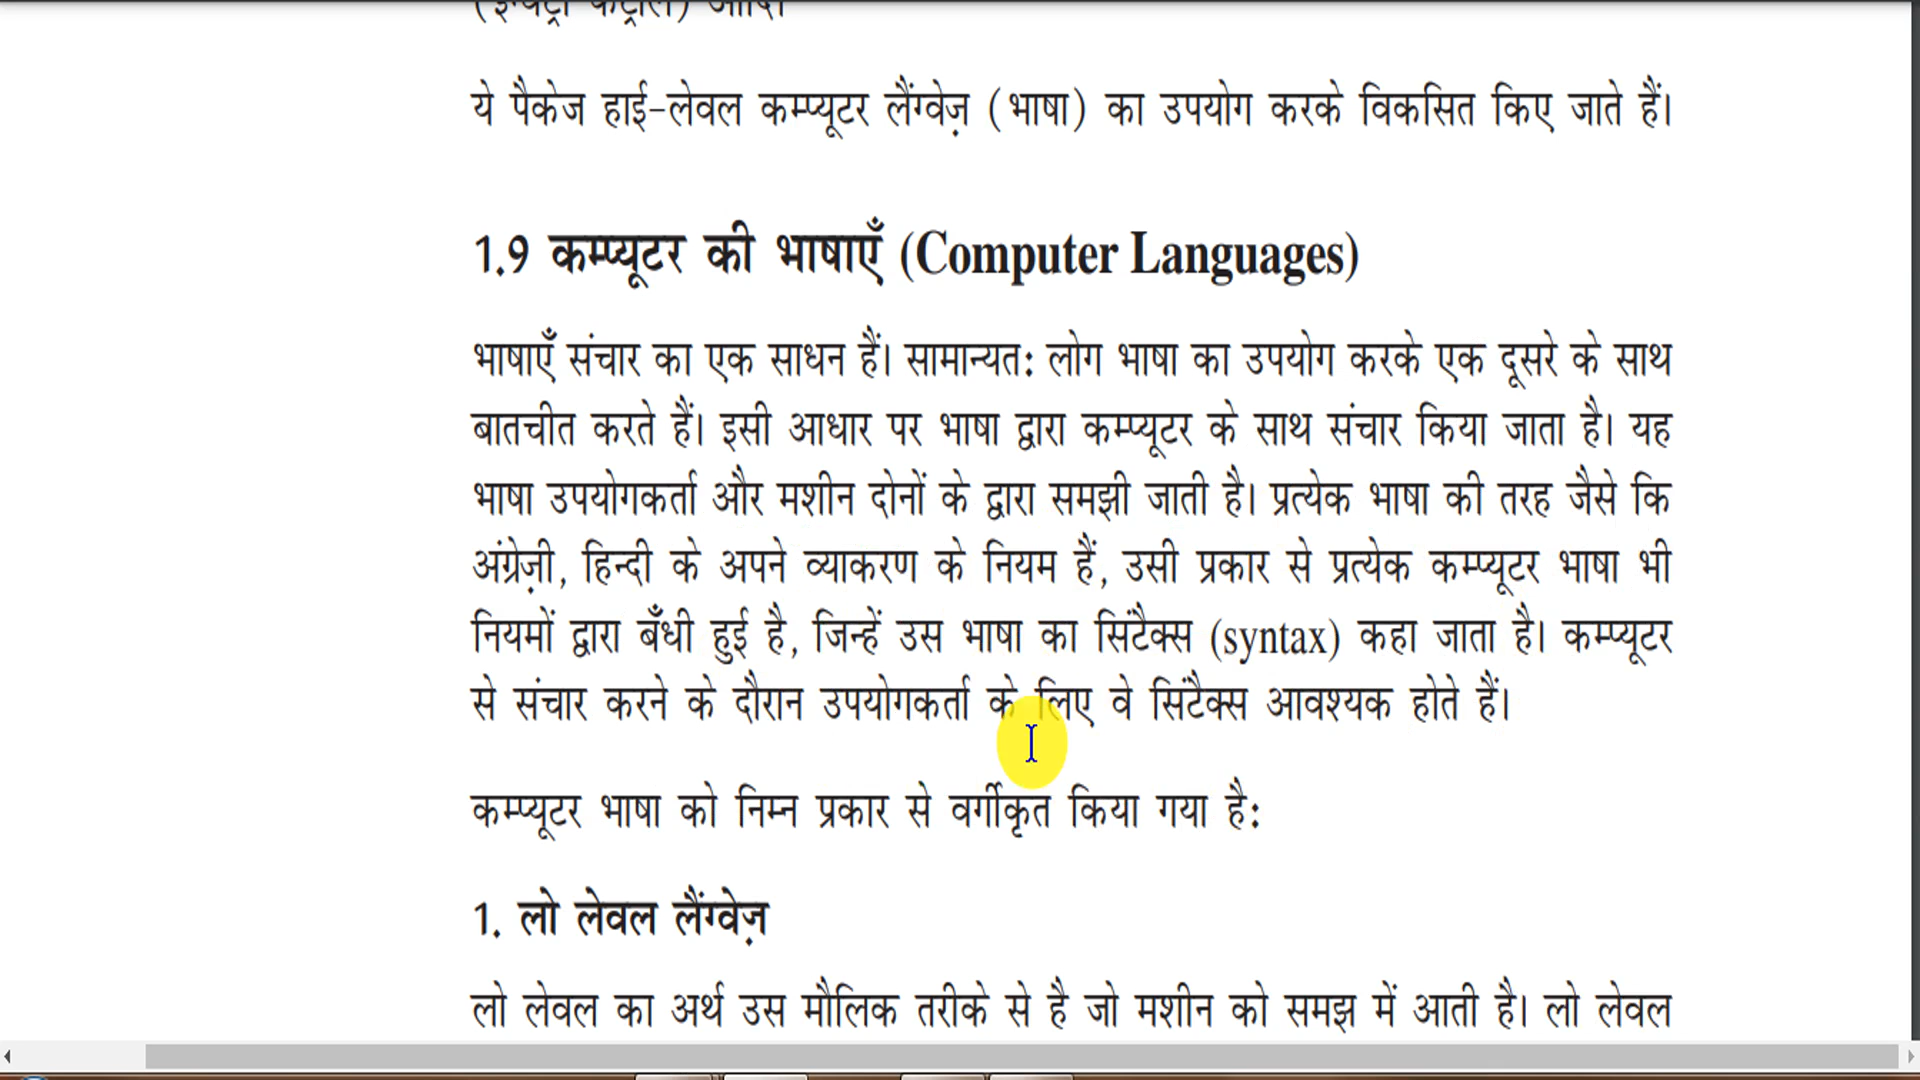 ये पैकेज हाई-लेवल कम्प्यूटर लैंग्वेज़ (भाषा) का उपयोग करके विकसित किए जाते हैं।
1.9 कम्प्यूटर की भाषाएँ (Computer Languages)
भाषाएँ संचार का एक साधन हैं। सामान्यत: लोग भाषा का उपयोग करके एक दूसरे के साथ
बातचीत करते हैं। इसी आधार पर भाषा द्वारा कम्प्यूटर के साथ संचार किया जाता है। यह
भाषा उपयोगकर्ता और मशीन दोनों के द्वारा समझी जाती है। प्रत्येक भाषा की तरह जैसे कि
अंग्रेज़ी, हिन्दी के अपने व्याकरण के नियम हैं, उसी प्रकार से प्रत्येक कम्प्यूटर भाषा भी
नियमों द्वारा बँधी हुई है, जिन्हें उस भाषा का सिंटैक्स (syntax) कहा जाता है। कम्प्यूटर
से संचार करने के दौरान उपयोगकर्ता के लिए वे सिंटैक्स आवश्यक होते हैं।
कम्प्यूटर भाषा को निम्न प्रकार से वर्गीकृत किया गया है:
1. लो लेवल लैंग्वेज़
लो लेवल का अर्थ उस मौलिक तरीके से है जो मशीन को समझ में आती है। लो लेवल